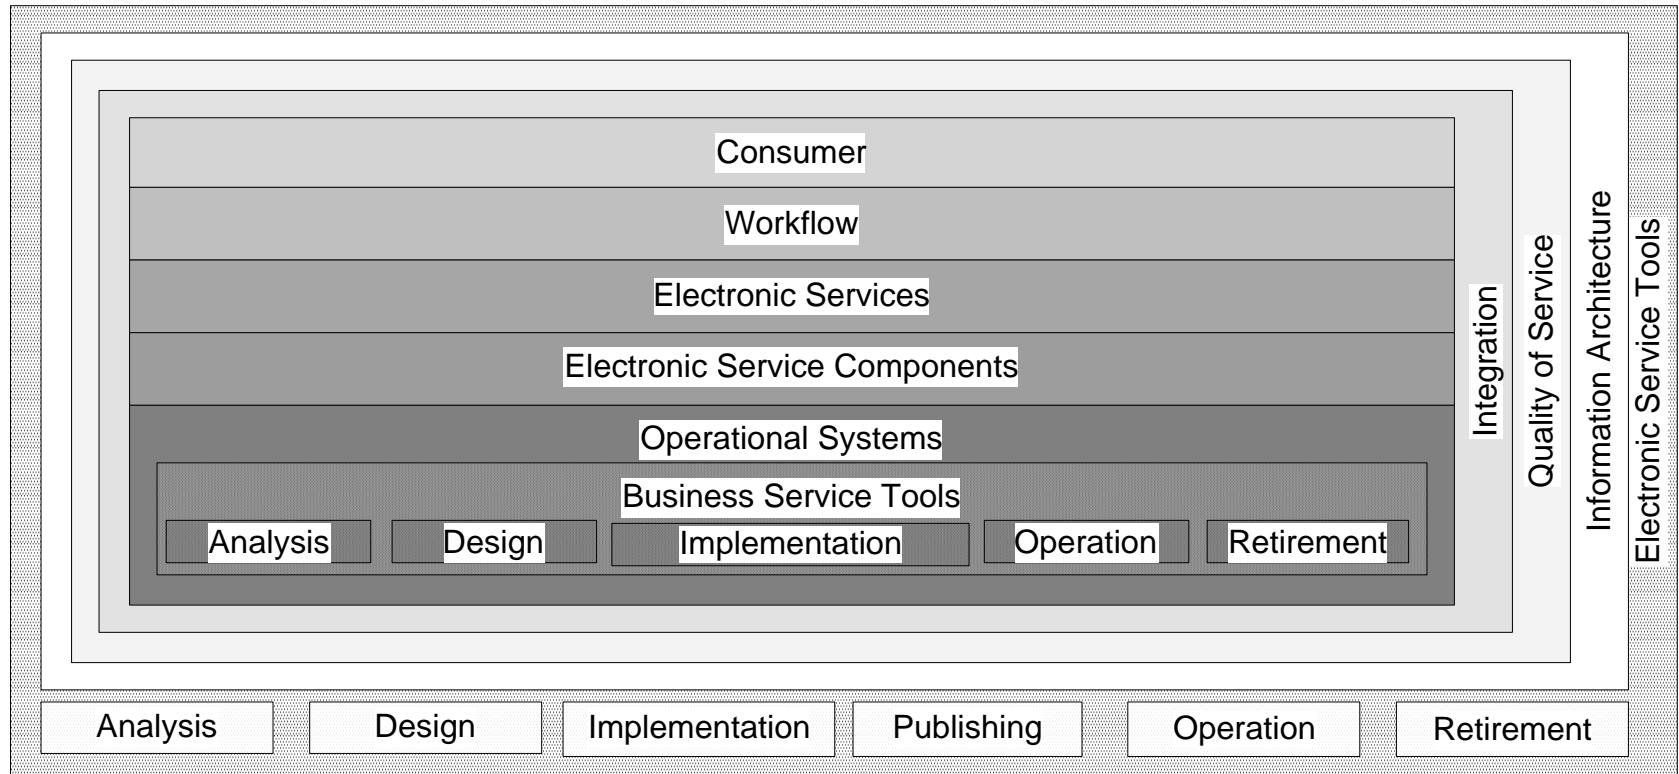 Consumer
Workflow
Electronic Services
Electronic Service Components
Operational Systems
Business Service Tools
Analysis
Design
Implementation
Operation
Retirement
Integration
Quality of Service
Information Architecture
Electronic Service Tools
Analysis
Design
Implementation
Publishing
Operation
Retirement